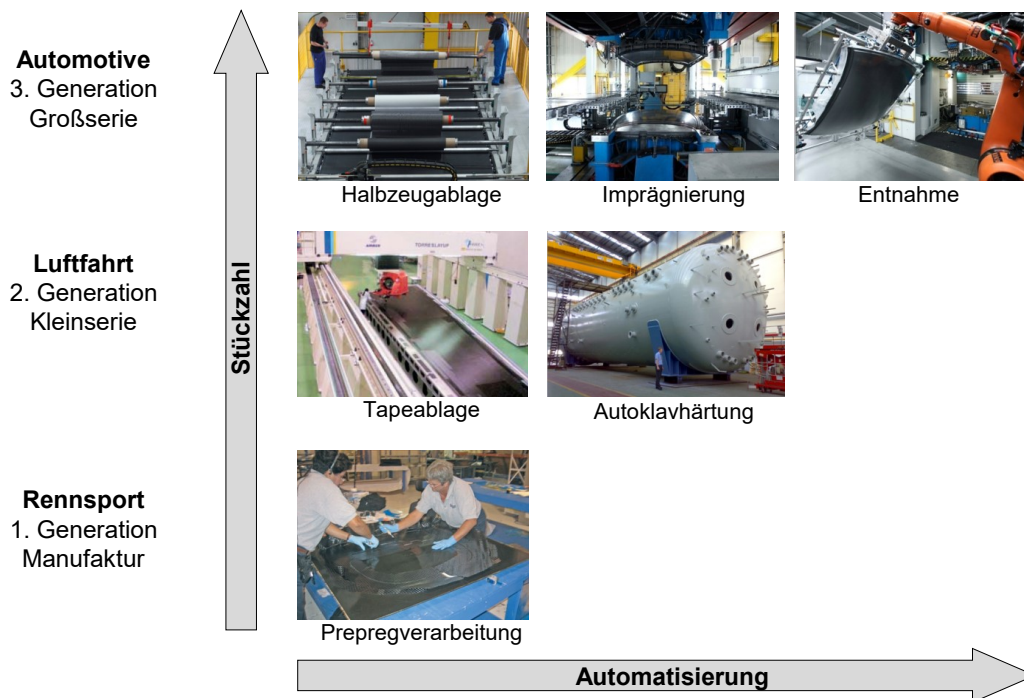 Automotive
3. Generation
Großserie
Halbzeugablage
Imprägnierung
Entnahme
Luftfahrt
2. Generation
Kleinserie
Stückzahl
TORRESLAYUP
Tapeablage
Autoklavhärtung
Rennsport
1. Generation
Manufaktur
Prepregverarbeitung
Automatisierung